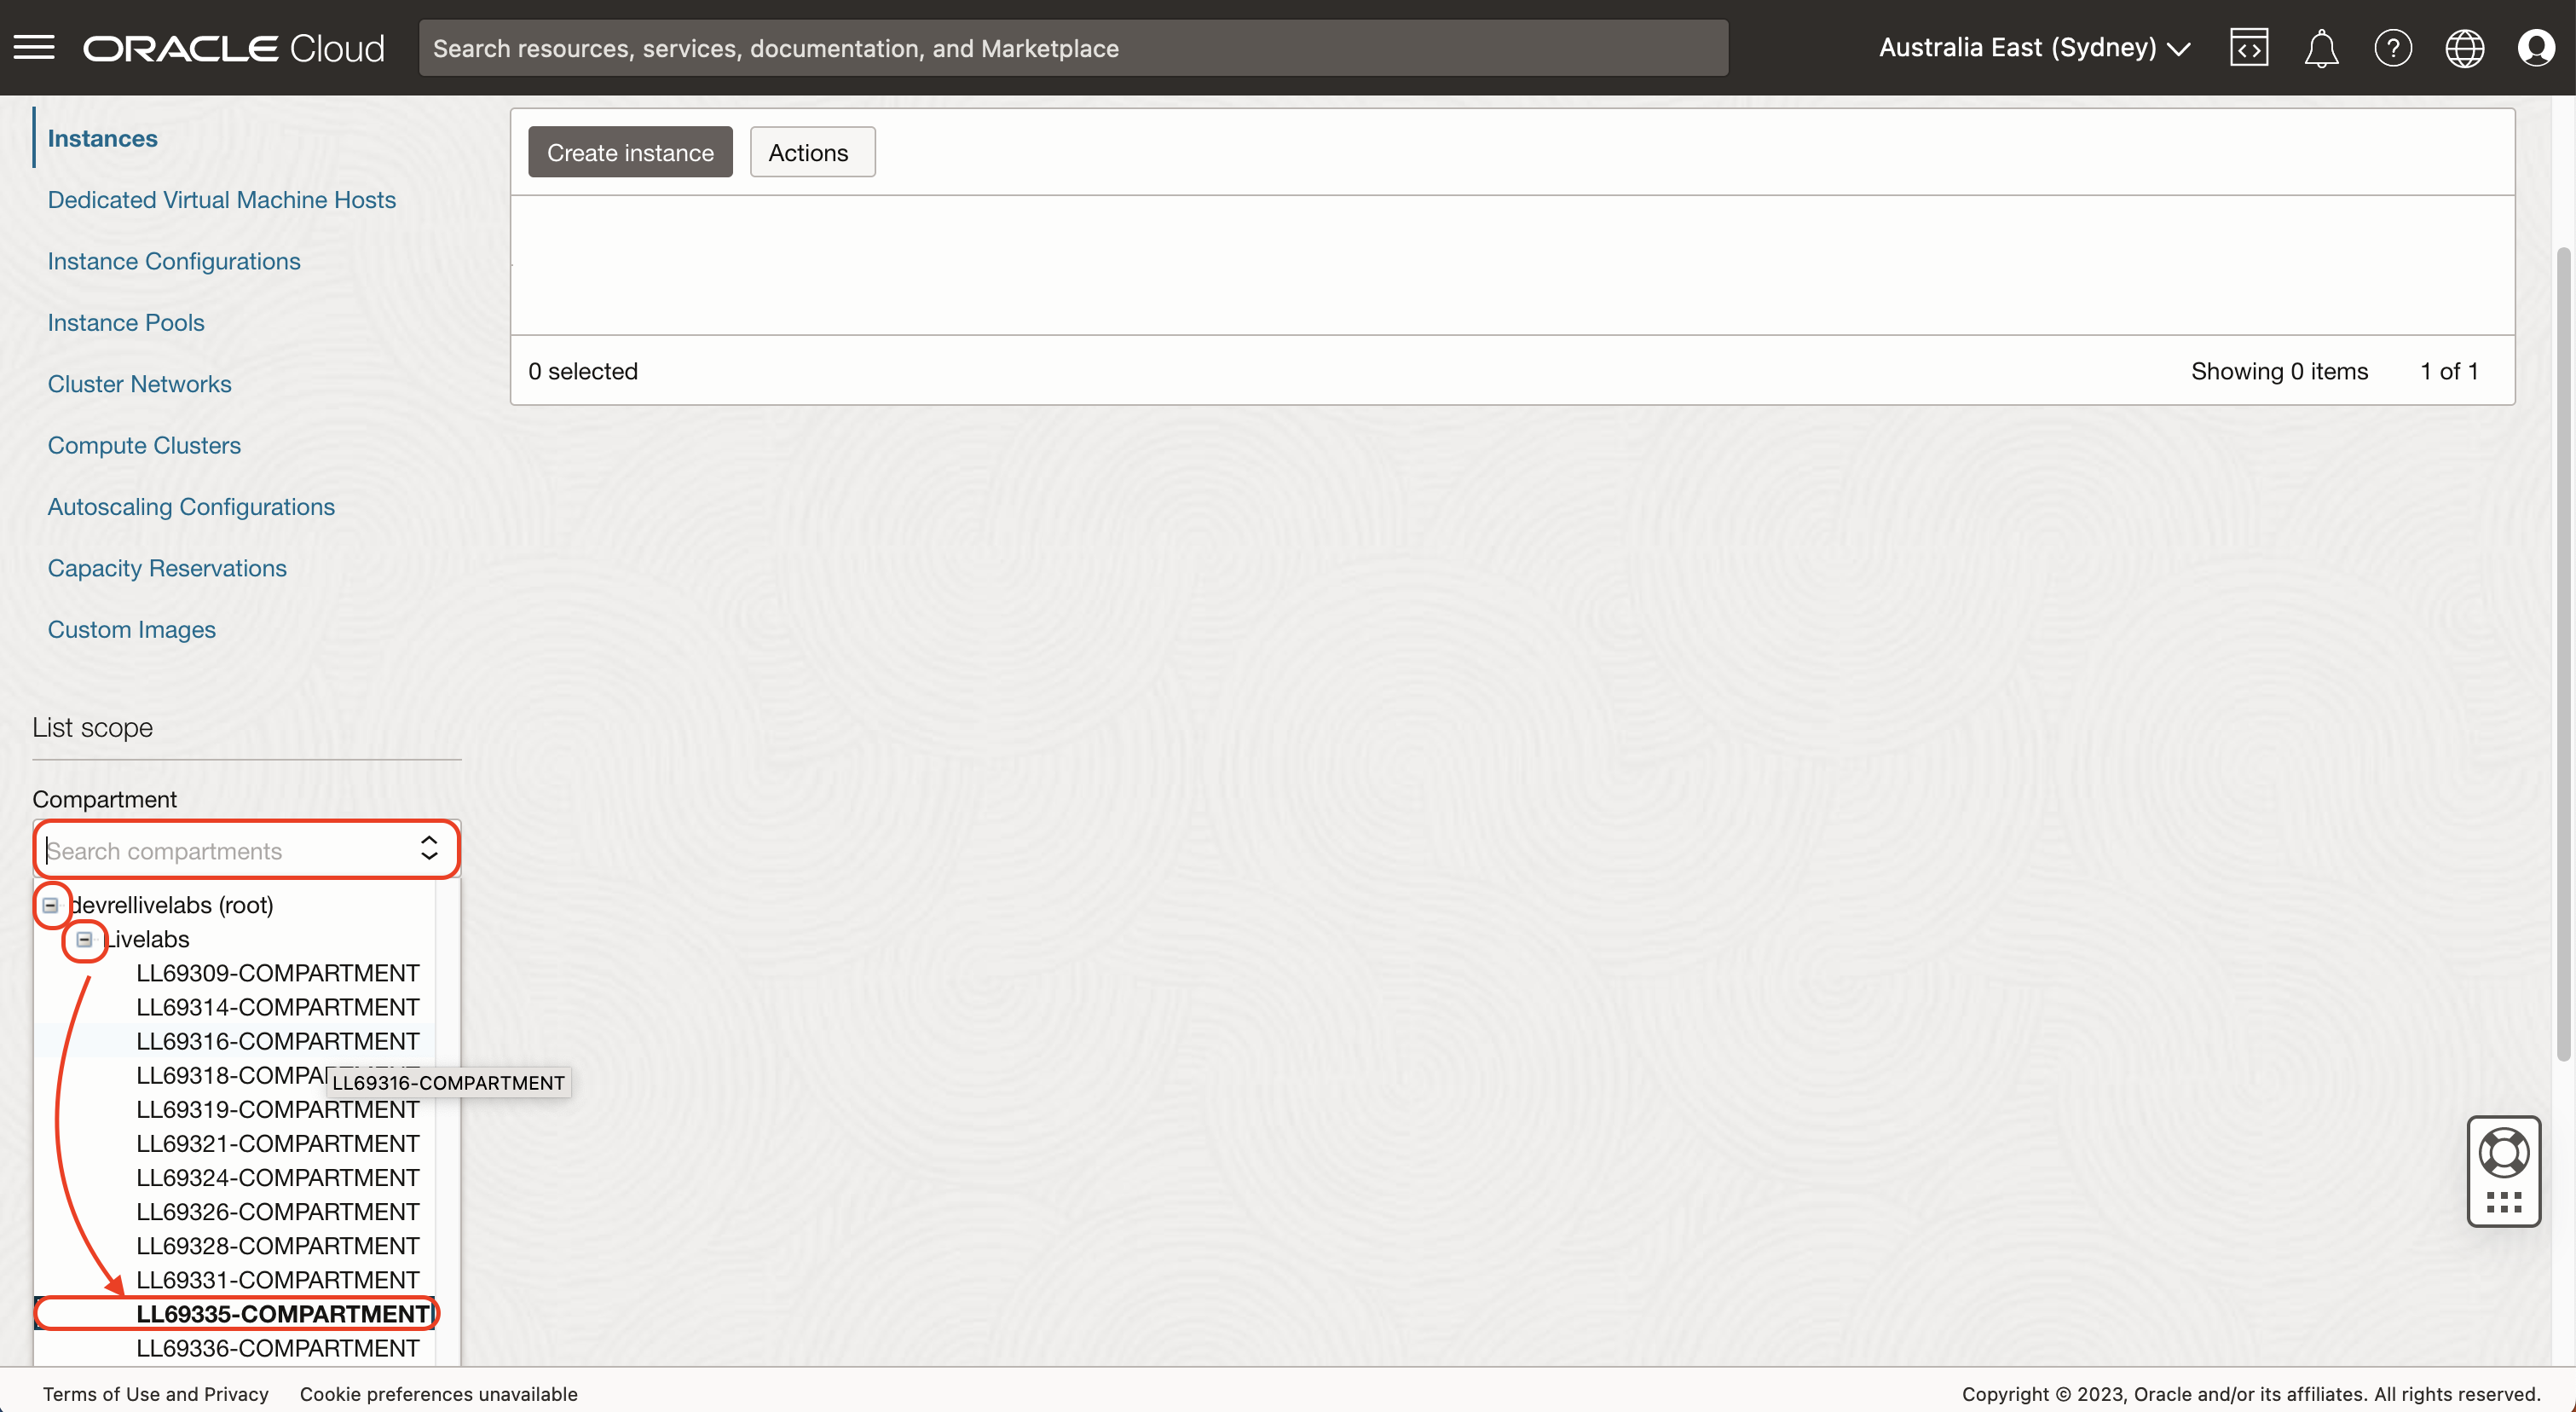 ORACLE Cloud
Search resources, services, documentation, and Marketplace
Australia East (Sydney)
Instances
Dedicated Virtual Machine Hosts
Instance Configurations
Instance Pools
Cluster Networks
Compute Clusters
Autoscaling Configurations
Capacity Reservations
Custom Images
Create instance
Actions
0 selected
Showing 0 items
1 of 1
List scope
Compartment
Search compartments
devrellivelabs (root)
Livelabs
LL69309-COMPARTMENT
LL69314-COMPARTMENT
LL69316-COMPARTMENT
LL69318-COMPARTMENT
LL69316-COMPARTMENT
LL69319-COMPARTMENT
LL69321-COMPARTMENT
LL69324-COMPARTMENT
LL69326-COMPARTMENT
LL69328-COMPARTMENT
LL69331-COMPARTMENT
LL69335-COMPARTMENT
LL69336-COMPARTMENT
Terms of Use and Privacy
Cookie preferences unavailable
Copyright © 2023, Oracle and/or its affiliates. All rights reserved.